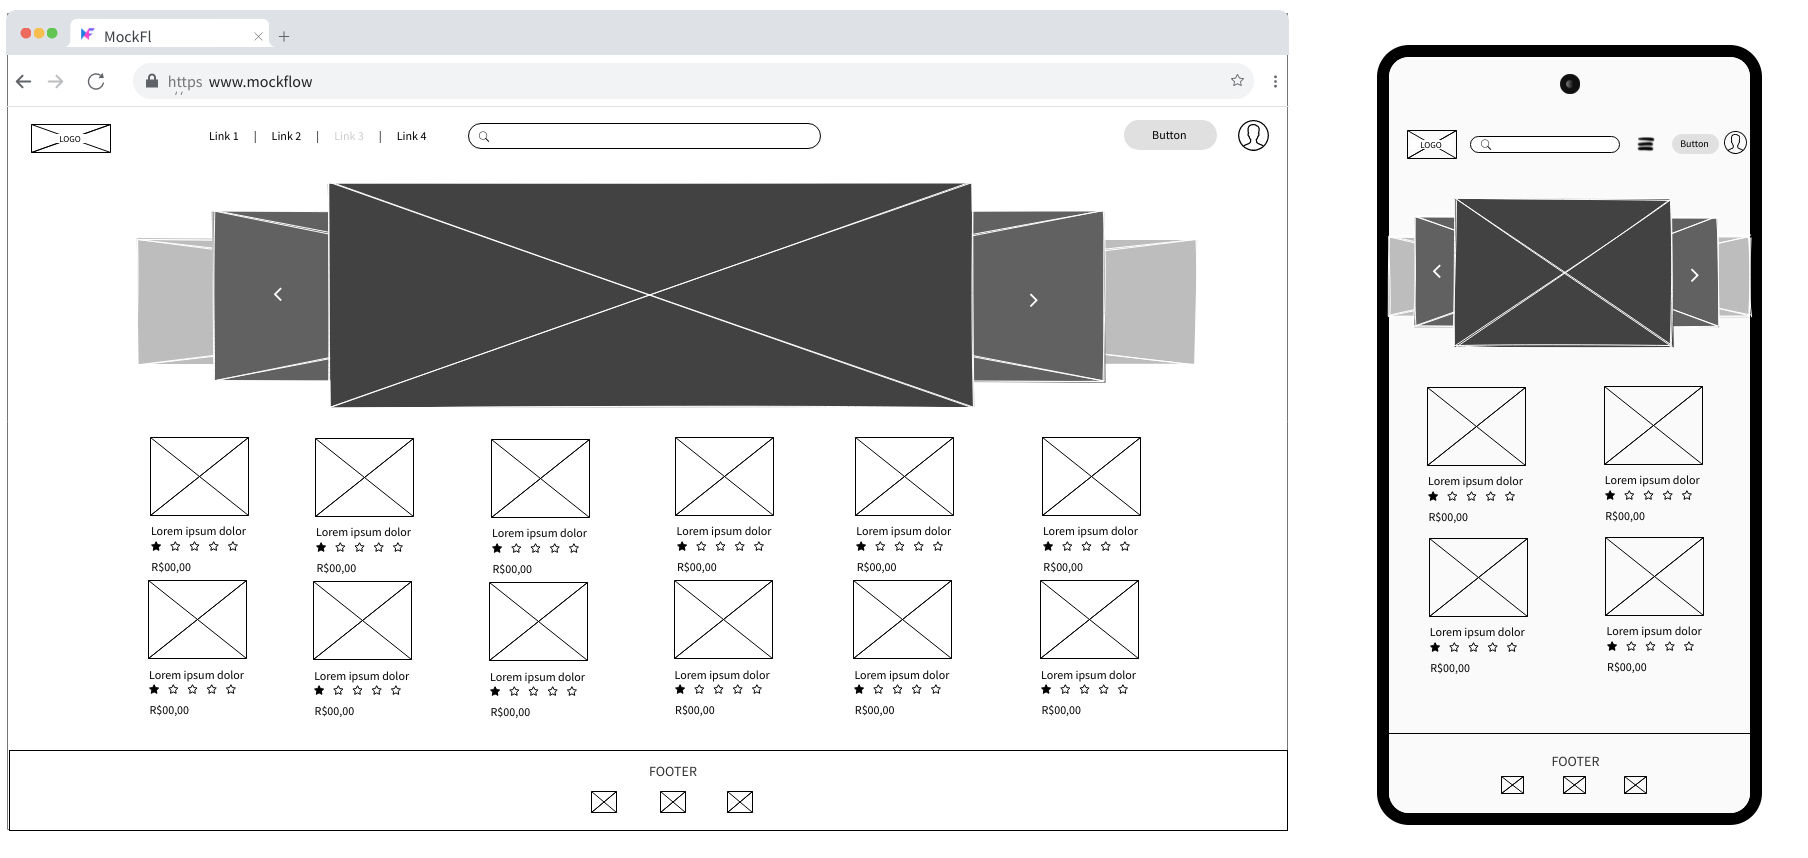 MockFl
https://
www.mockflow
LOGO
Link 1 | Link 2 | Link 3 | Link 4
Button
Lorem ipsum dolor Lorem ipsum dolor Lorem ipsum dolor Lorem ipsum dolor Lorem ipsum dolor Lorem ipsum dolor
R$00,00 R$00,00 R$00,00 R$00,00 R$00,00 R$00,00
Lorem ipsum dolor Lorem ipsum dolor Lorem ipsum dolor Lorem ipsum dolor Lorem ipsum dolor Lorem ipsum dolor
R$00,00 R$00,00 R$00,00 R$00,00 R$00,00 R$00,00
FOOTER
LOGO
Button
Lorem ipsum dolor Lorem ipsum dolor
R$00,00 R$00,00
Lorem ipsum dolor Lorem ipsum dolor
R$00,00 R$00,00
FOOTER